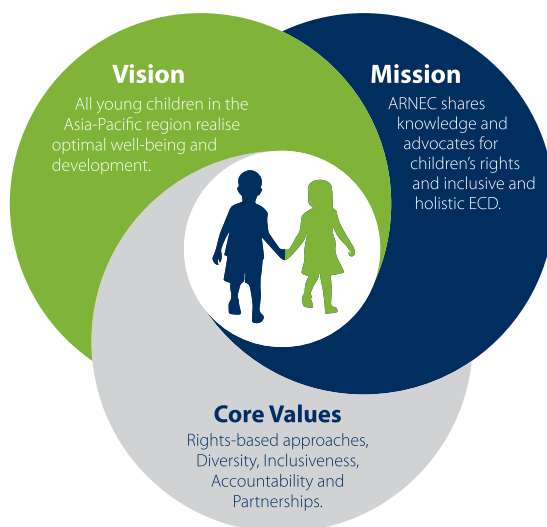 Vision
All young children in the
Asia-Pacific region realise
optimal well-being and
development.
Mission
ARNEC shares
knowledge and
advocates for
children’s rights
and inclusive and
holistic ECD.
Core Values
Rights-based approaches,
Diversity, Inclusiveness,
Accountability and
Partnerships.